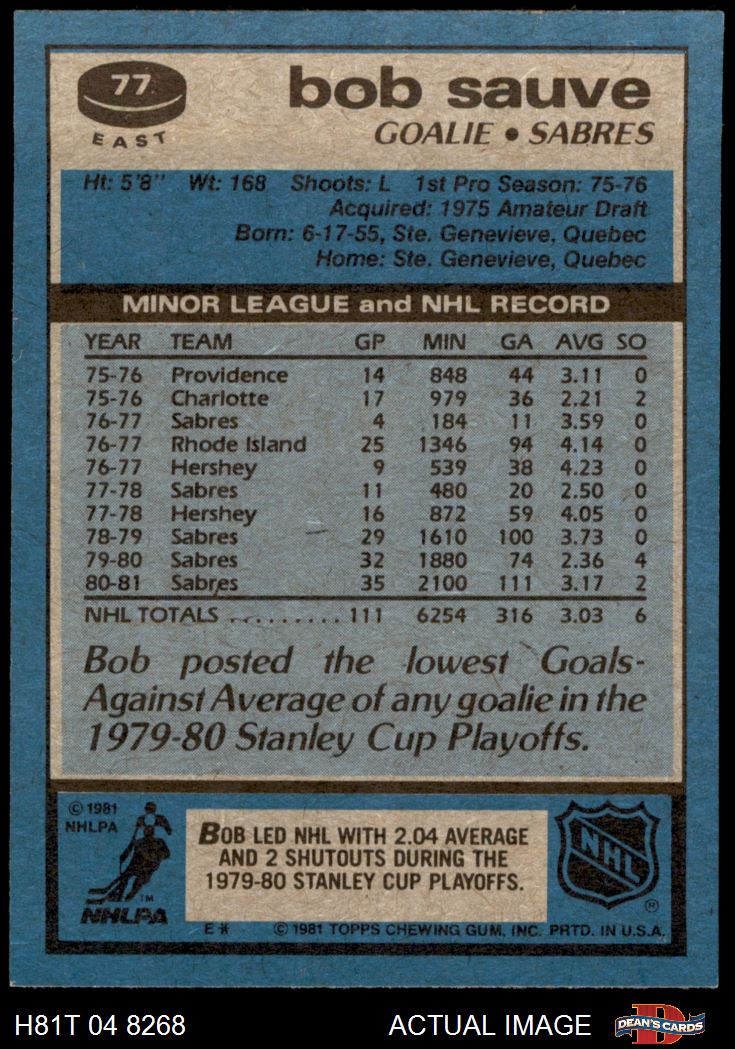 77
EAST
bob sauve
GOALIE • SABRES
Ht: 5'8" Wt: 168 Shoots: L 1st Pro Season: 75-76
Acquired: 1975 Amateur Draft
Born: 6-17-55, Ste. Genevieve, Quebec
Home: Ste. Genevieve, Quebec
MINOR LEAGUE and NHL RECORD
YEAR TEAM GP MIN GA AVG SO
75-76 Providence 14 848 44 3.11 0
75-76 Charlotte 17 979 36 2.21 2
76-77 Sabres 4 184 11 3.59 0
76-77 Rhode Island 25 1346 94 4.14 0
76-77 Hershey 9 539 38 4.23 0
77-78 Sabres 11 480 20 2.50 0
77-78 Hershey 16 872 59 4.05 0
78-79 Sabres 29 1610 100 3.73 0
79-80 Sabres 32 1880 74 2.36 4
80-81 Sabres 35 2100 111 3.17 2
NHL TOTALS .......... 111 6254 316 3.03 6
Bob posted the lowest Goals-
Against Average of any goalie in the
1979-80 Stanley Cup Playoffs.
© 1981
NHLPA
TM
NHLPA
BOB LED NHL WITH 2.04 AVERAGE
AND 2 SHUTOUTS DURING THE
1979-80 STANLEY CUP PLAYOFFS.
NHL
®
E* © 1981 TOPPS CHEWING GUM, INC. PRTD. IN U.S.A.
H81T 04 8268 ACTUAL IMAGE
DEAN'S CARDS